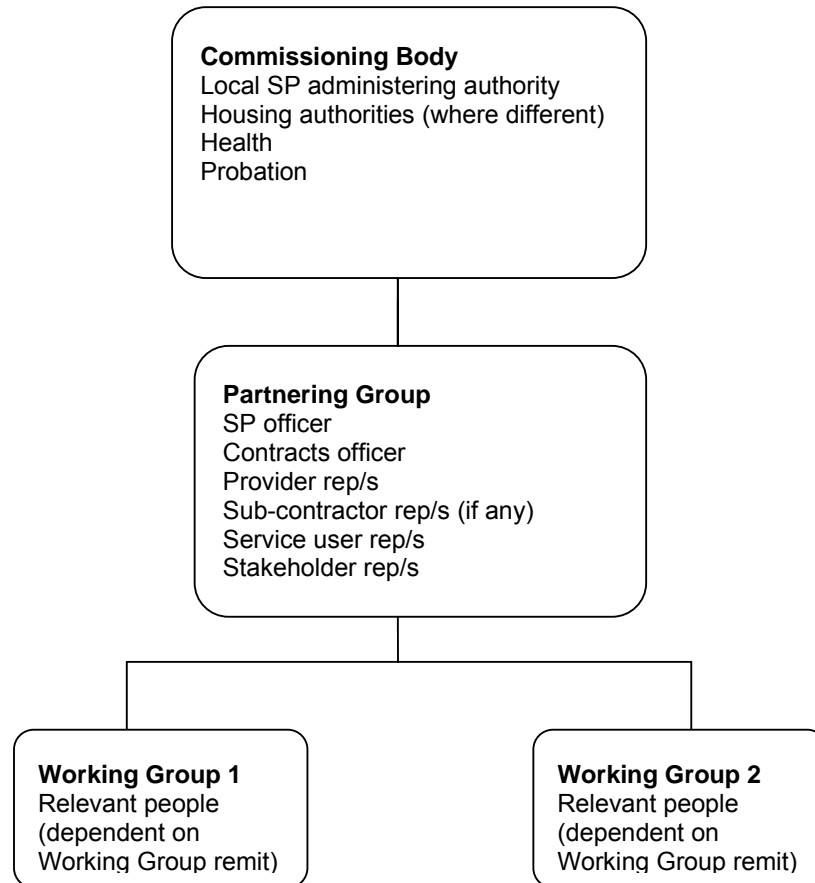 Commissioning Body
Local SP administering authority
Housing authorities (where different)
Health
Probation
Partnering Group
SP officer
Contracts officer
Provider rep/s
Sub-contractor rep/s (if any)
Service user rep/s
Stakeholder rep/s
Working Group 1
Relevant people
(dependent on
Working Group remit)
Working Group 2
Relevant people
(dependent on
Working Group remit)